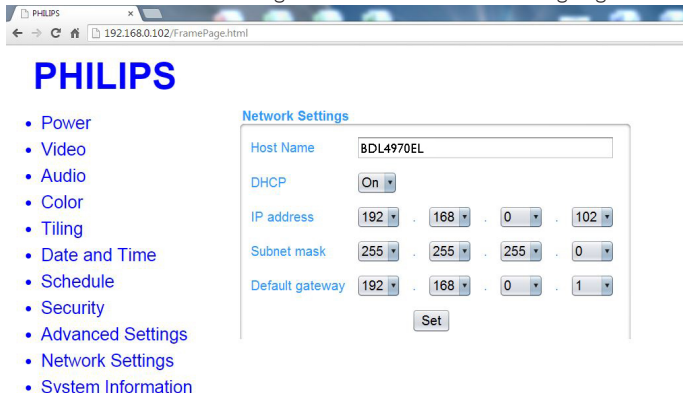 PHILIPS
192.168.0.102/FramePage.html
PHILIPS
• Power
• Video
• Audio
• Color
• Tiling
• Date and Time
• Schedule
• Security
• Advanced Settings
• Network Settings
• System Information
Network Settings
Host Name BDL4970EL
DHCP On
IP address 192 . 168 . 0 . 102
Subnet mask 255 . 255 . 255 . 0
Default gateway 192 . 168 . 0 . 1
Set